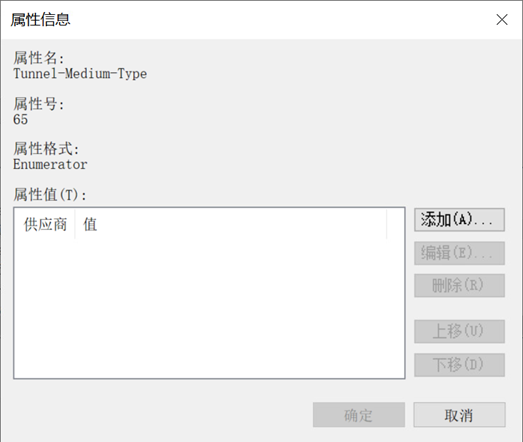 属性信息
属性名:
Tunnel-Medium-Type
属性号:
65
属性格式:
Enumerator
属性值(T):
供应商 值
添加(A)...
编辑(E)...
删除(R)
上移(U)
下移(D)
确定 取消